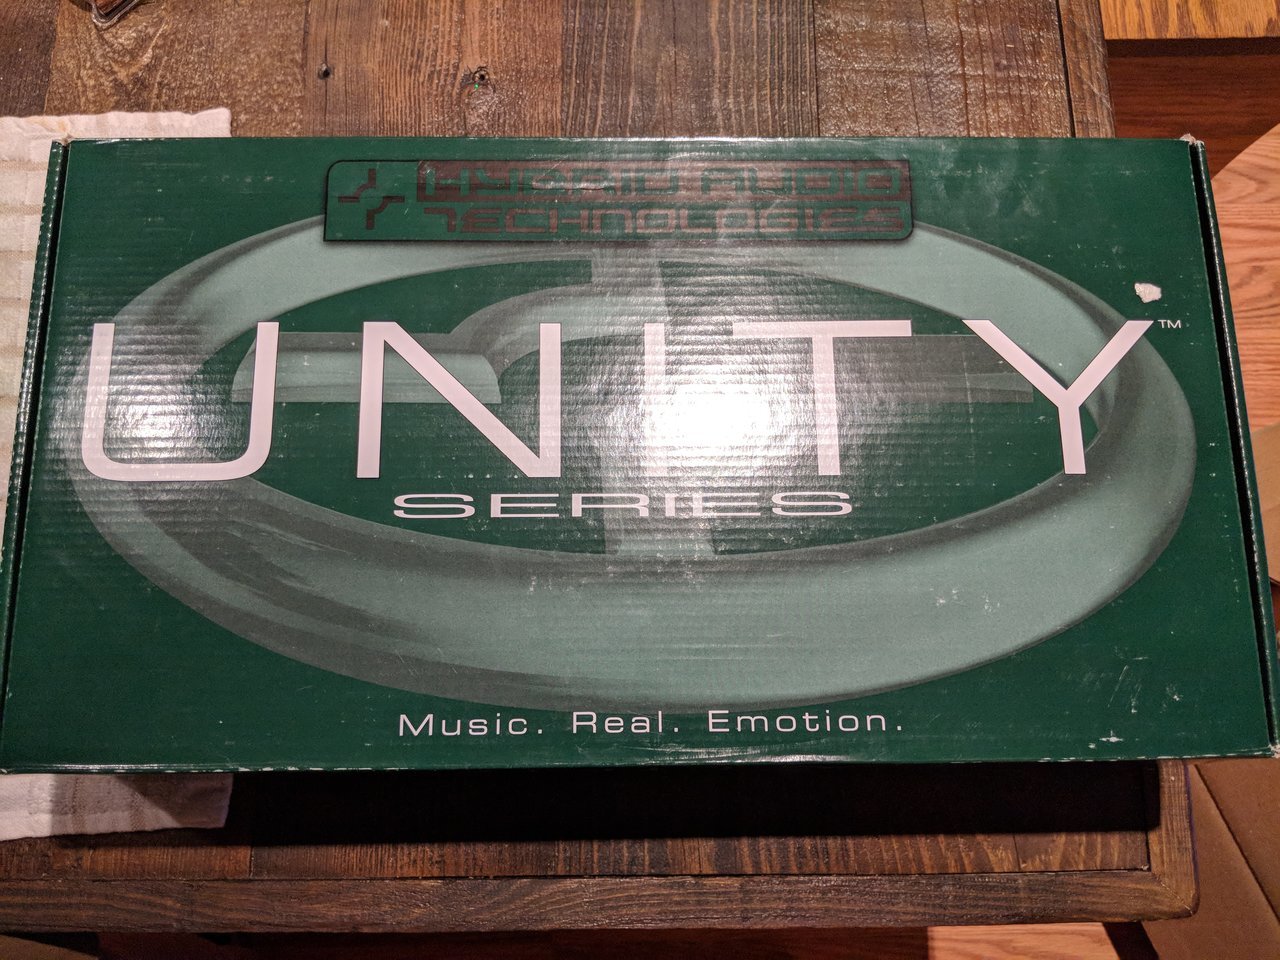 HYBRID AUDIO
TECHNOLOGIES
UNITY™
SERIES
Music. Real. Emotion.